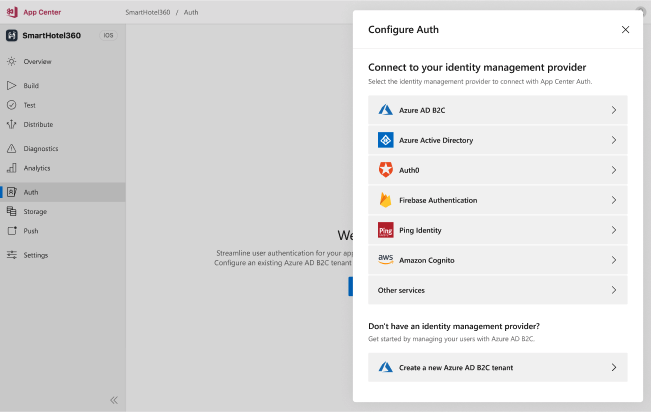 App Center
SmartHotel360 / Auth
SmartHotel360
iOS
Overview
Build
Test
Distribute
Diagnostics
Analytics
Auth
Storage
Push
Settings
Streamline user authentication for your app
Configure an existing Azure AD B2C tenant
Configure Auth
Connect to your identity management provider
Select the identity management provider to connect with App Center Auth.
Azure AD B2C
Azure Active Directory
Auth0
Firebase Authentication
Ping
Ping Identity
aws
Amazon Cognito
Other services
Don't have an identity management provider?
Get started by managing your users with Azure AD B2C.
Create a new Azure AD B2C tenant